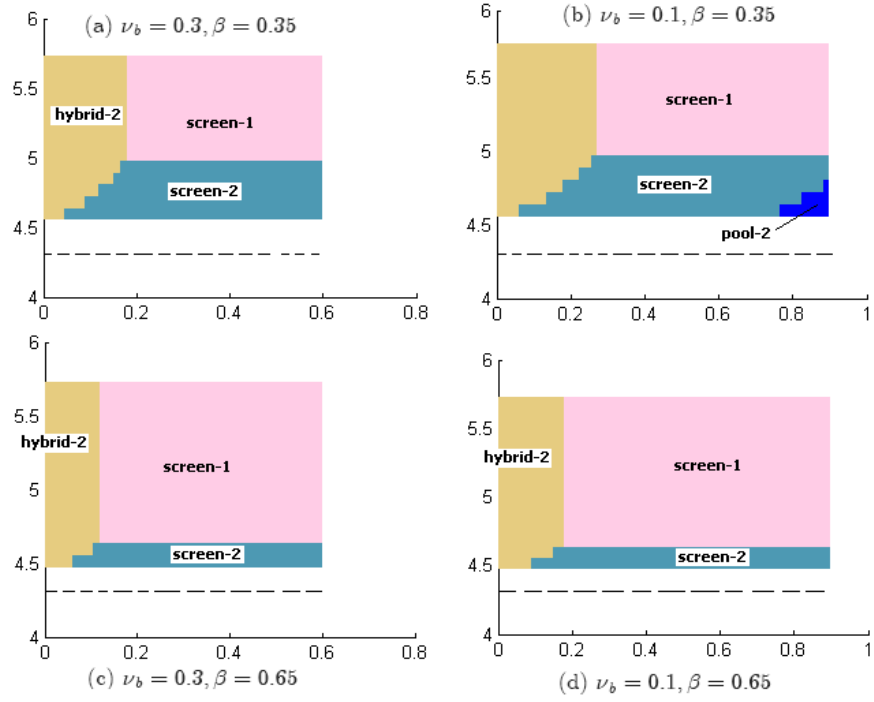 (a) ν_b = 0.3, β = 0.35
6
5.5
5
4.5
4
hybrid-2
screen-1
screen-2
0
0.2
0.4
0.6
0.8
(b) ν_b = 0.1, β = 0.35
6
5.5
5
4.5
4
screen-1
screen-2
pool-2
0
0.2
0.4
0.6
0.8
1
6
5.5
5
4.5
4
hybrid-2
screen-1
screen-2
0
0.2
0.4
0.6
0.8
(c) ν_b = 0.3, β = 0.65
6
5.5
5
4.5
4
hybrid-2
screen-1
screen-2
0
0.2
0.4
0.6
0.8
1
(d) ν_b = 0.1, β = 0.65